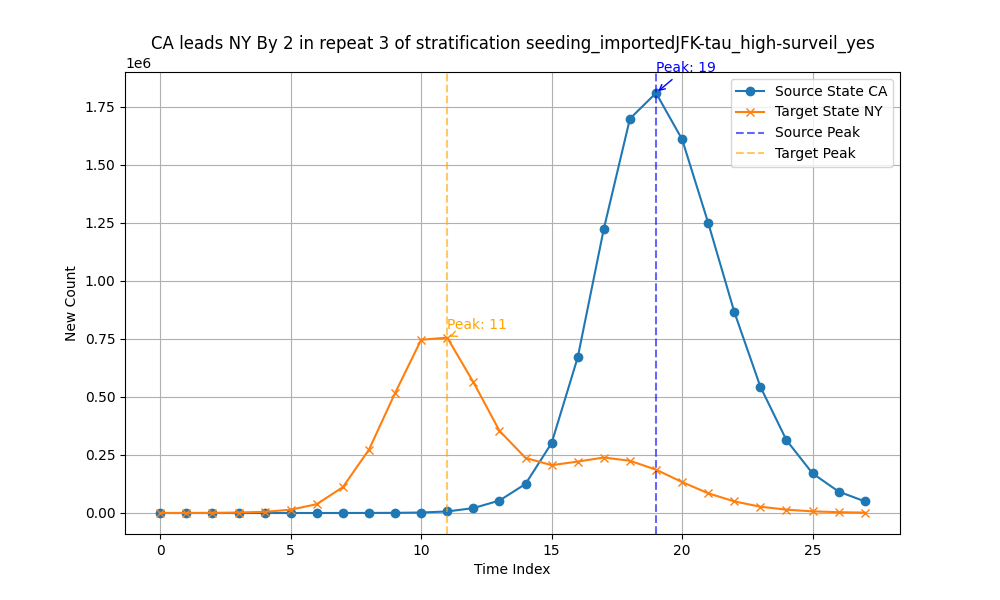 CA leads NY By 2 in repeat 3 of stratification seeding_importedJFK-tau_high-surveil_yes
1e6
Peak: 19
Source State CA
Target State NY
Source Peak
Target Peak
Peak: 11
New Count
1.75
1.50
1.25
1.00
0.75
0.50
0.25
0.00
0 5 10 15 20 25
Time Index